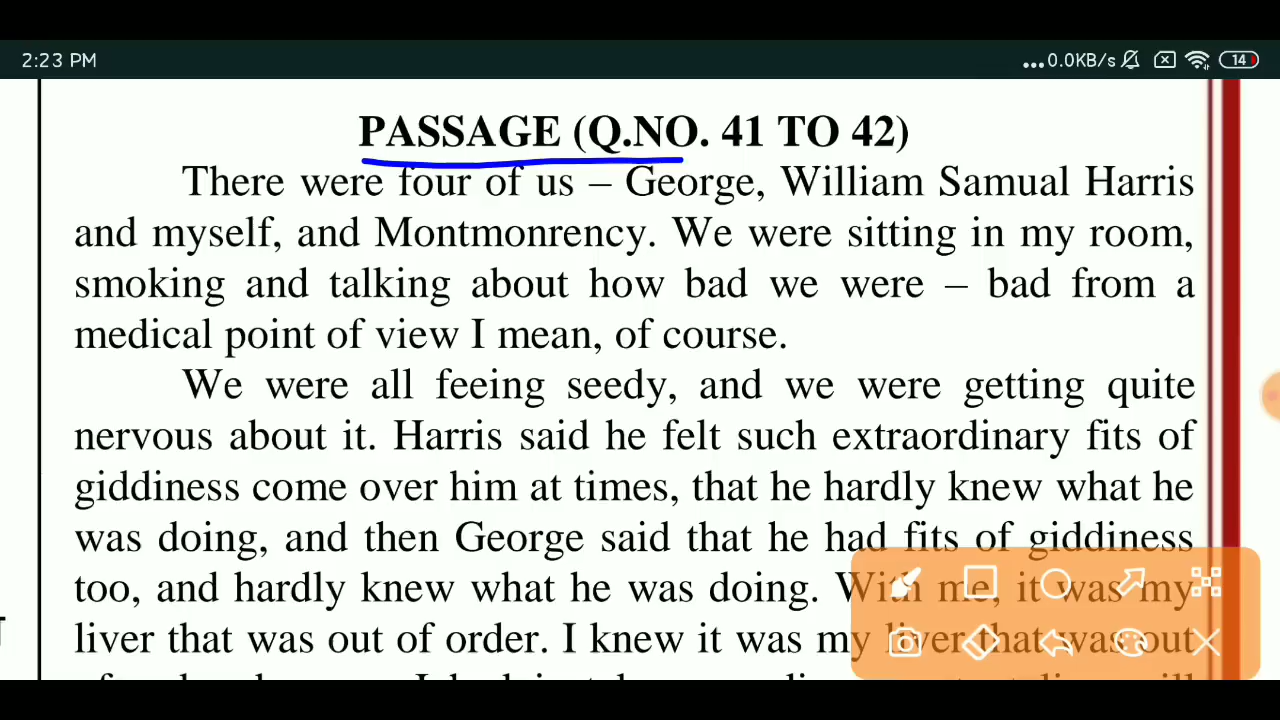 2:23 PM
...0.0KB/s
14
PASSAGE (Q.NO. 41 TO 42)
There were four of us – George, William Samual Harris
and myself, and Montmonrency. We were sitting in my room,
smoking and talking about how bad we were – bad from a
medical point of view I mean, of course.
We were all feeing seedy, and we were getting quite
nervous about it. Harris said he felt such extraordinary fits of
giddiness come over him at times, that he hardly knew what he
was doing, and then George said that he had fits of giddiness
too, and hardly knew what he was doing. With me, it was my
liver that was out of order. I knew it was my liver that was out